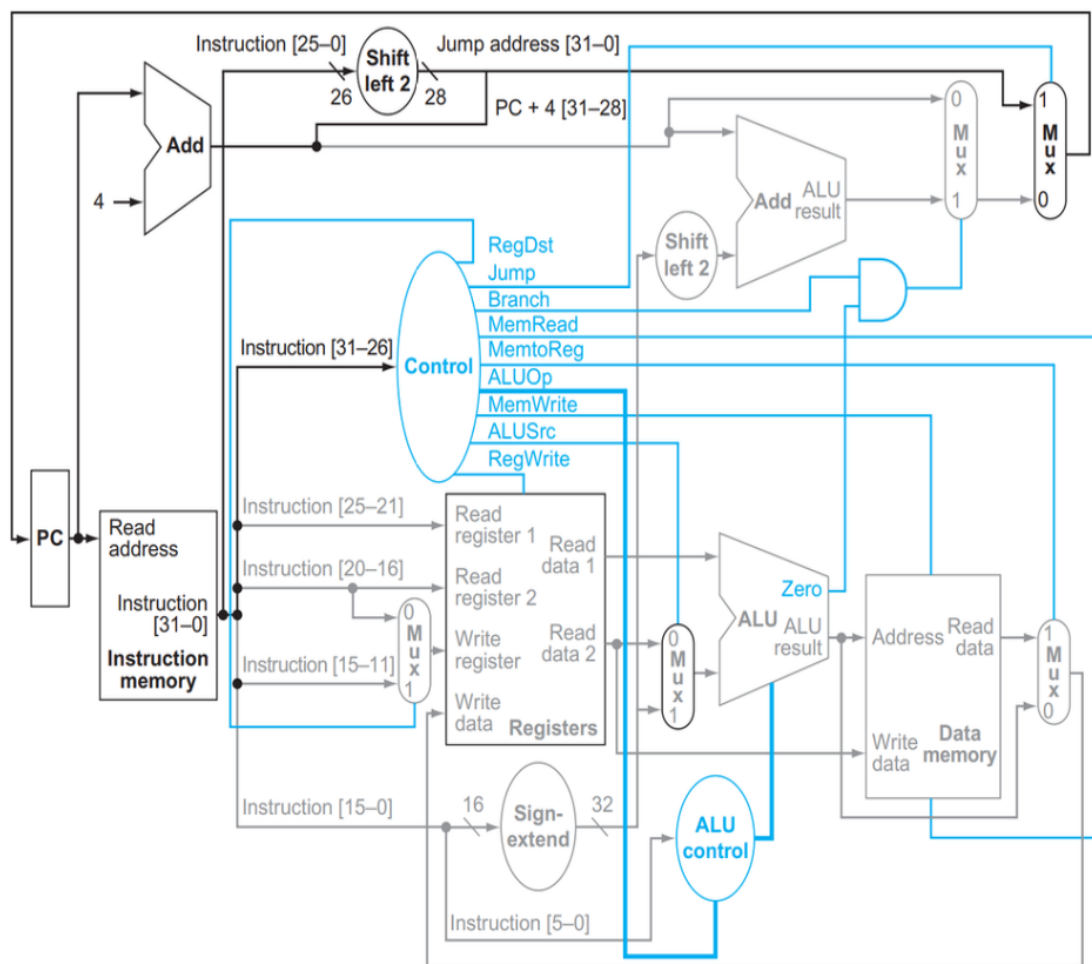 Instruction [25–0]
Shift
left 2
Jump address [31–0]
26
28
PC + 4 [31–28]
Add
4
0
M
u
x
1
1
M
u
x
0
Add
ALU
result
Shift
left 2
RegDst
Jump
Branch
MemRead
MemtoReg
ALUOp
MemWrite
ALUSrc
RegWrite
Instruction [31–26]
Control
PC
Read
address
Instruction
[31–0]
Instruction
memory
Instruction [25–21]
Instruction [20–16]
Instruction [15–11]
0
M
u
x
1
Read
register 1
Read
register 2
Write
register
Write
data
Read
data 1
Read
data 2
Registers
0
M
u
x
1
Zero
ALU
ALU
result
Address
Read
data
Write
data
Data
memory
1
M
u
x
0
Instruction [15–0]
16
Sign-
extend
32
ALU
control
Instruction [5–0]